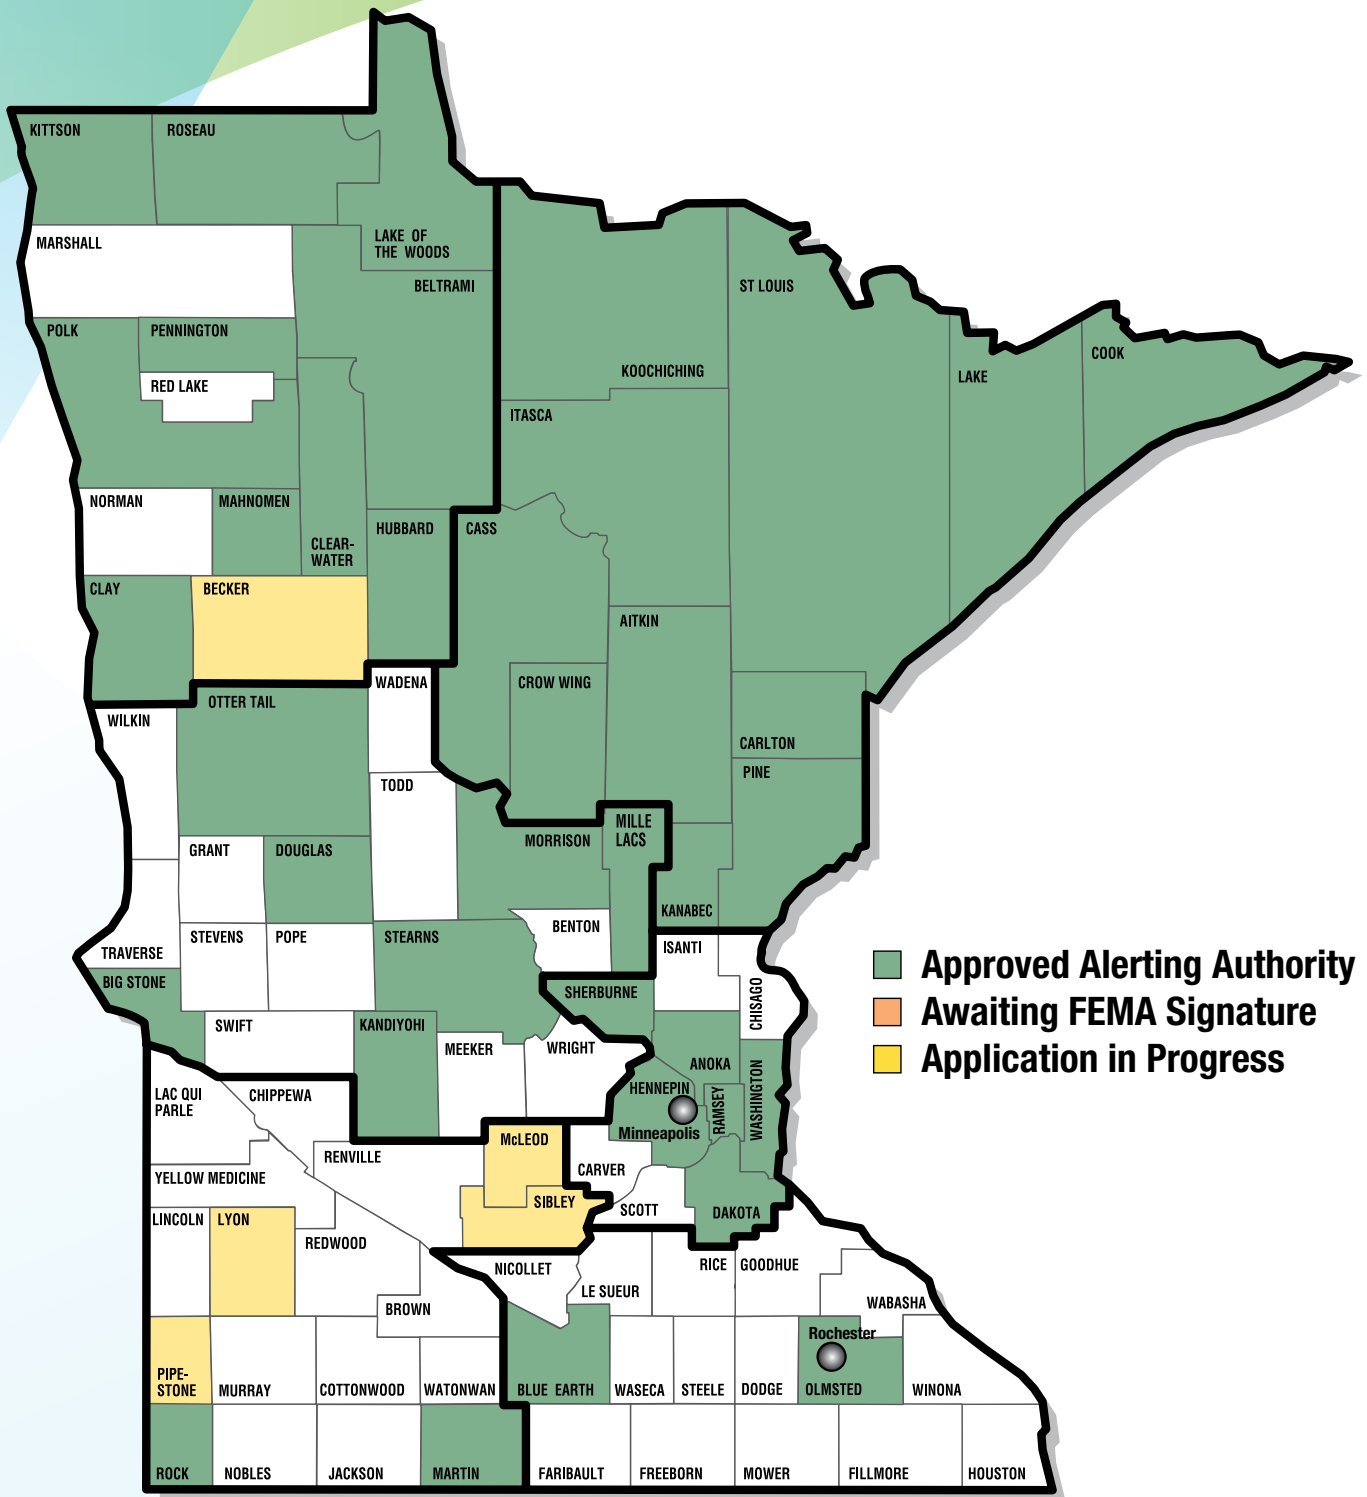 KITTSON
ROSEAU
LAKE OF
THE WOODS
MARSHALL
BELTRAMI
ST LOUIS
POLK
PENNINGTON
COOK
KOOCHICHING
LAKE
RED LAKE
ITASCA
NORMAN
MAHNOMEN
HUBBARD
CASS
CLEAR-
WATER
CLAY
BECKER
AITKIN
WADENA
CROW WING
OTTER TAIL
WILKIN
CARLTON
PINE
TODD
MILLE
LACS
MORRISON
GRANT
DOUGLAS
KANABEC
BENTON
STEVENS
POPE
STEARNS
ISANTI
TRAVERSE
BIG STONE
SHERBURNE
CHISAGO
Approved Alerting Authority
Awaiting FEMA Signature
Application in Progress
SWIFT
KANDIYOHI
MEEKER
WRIGHT
ANOKA
HENNEPIN
RAMSEY
WASHINGTON
LAC QUI
PARLE
CHIPPEWA
Minneapolis
McLEOD
RENVILLE
CARVER
YELLOW MEDICINE
SIBLEY
SCOTT
DAKOTA
LINCOLN
LYON
REDWOOD
NICOLLET
RICE
GOODHUE
LE SUEUR
BROWN
WABASHA
Rochester
PIPE-
STONE
MURRAY
COTTONWOOD
WATONWAN
BLUE EARTH
WASECA
STEELE
DODGE
OLMSTED
WINONA
ROCK
NOBLES
JACKSON
MARTIN
FARIBAULT
FREEBORN
MOWER
FILLMORE
HOUSTON